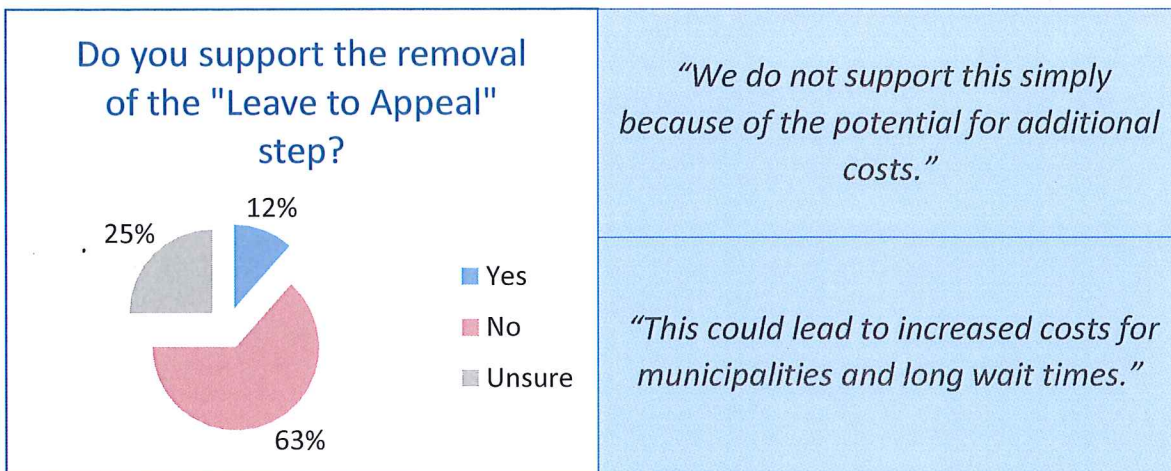 Do you support the removal
of the "Leave to Appeal"
step?
12%
25%
Yes
No
Unsure
63%
“We do not support this simply
because of the potential for additional
costs.”
“This could lead to increased costs for
municipalities and long wait times.”